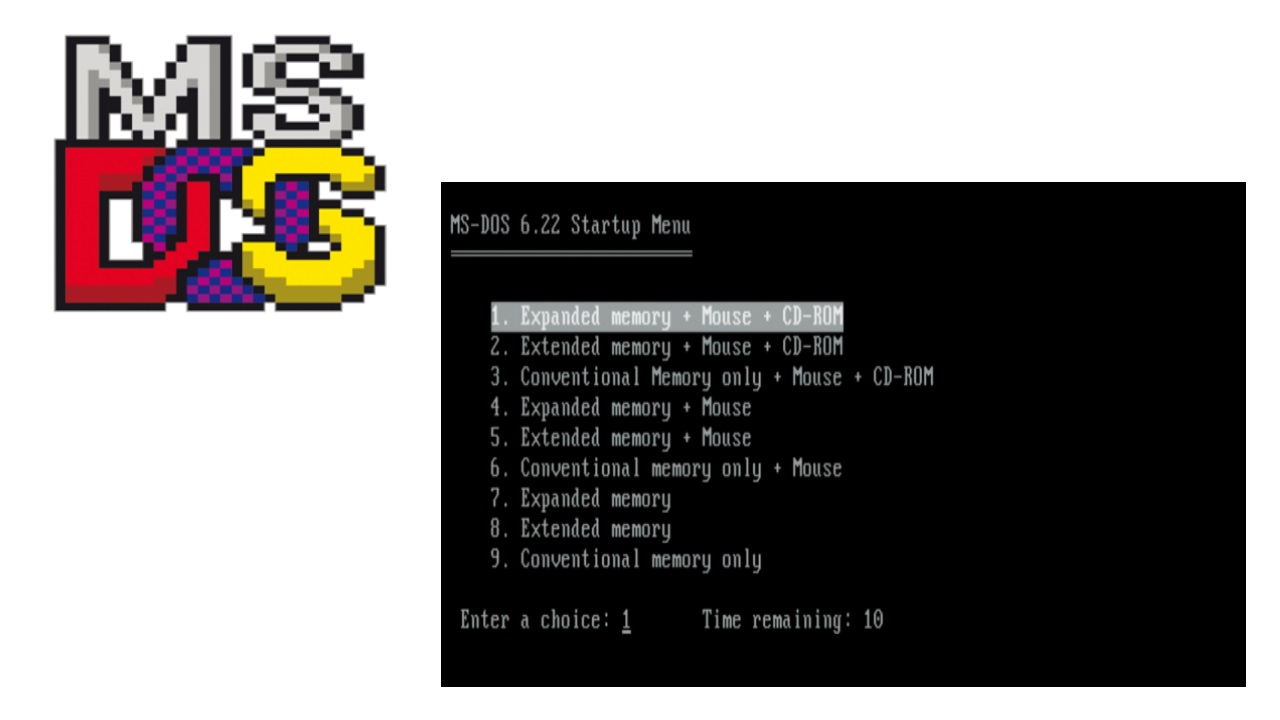 MS
DOS
MS-DOS 6.22 Startup Menu
1. Expanded memory + Mouse + CD-ROM
2. Extended memory + Mouse + CD-ROM
3. Conventional Memory only + Mouse + CD-ROM
4. Expanded memory + Mouse
5. Extended memory + Mouse
6. Conventional memory only + Mouse
7. Expanded memory
8. Extended memory
9. Conventional memory only
Enter a choice: 1 Time remaining: 10